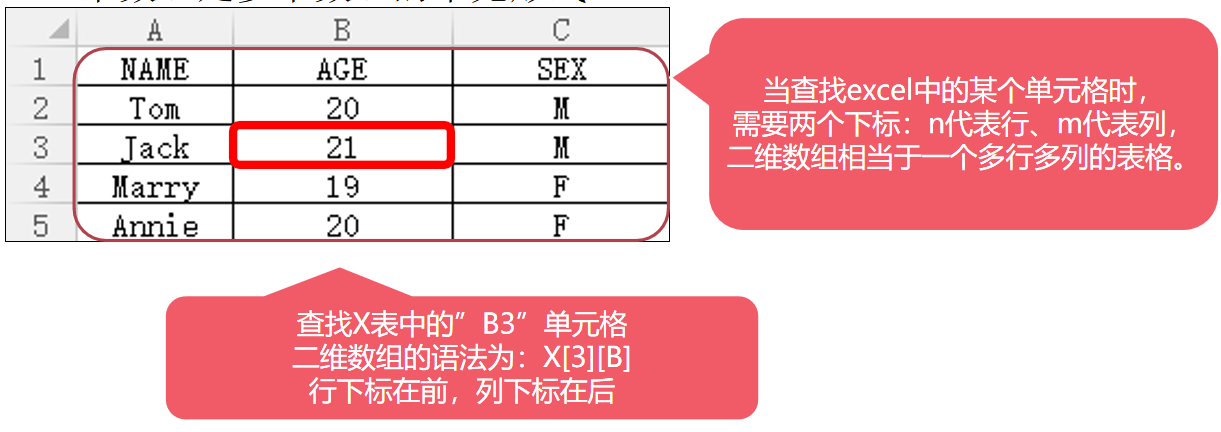 A B C
1 NAME AGE SEX
2 Tom 20 M
3 Jack 21 M
4 Marry 19 F
5 Annie 20 F
当查找excel中的某个单元格时，
需要两个下标：n代表行、m代表列，
二维数组相当于一个多行多列的表格。
查找X表中的”B3”单元格
二维数组的语法为：X[3][B]
行下标在前，列下标在后